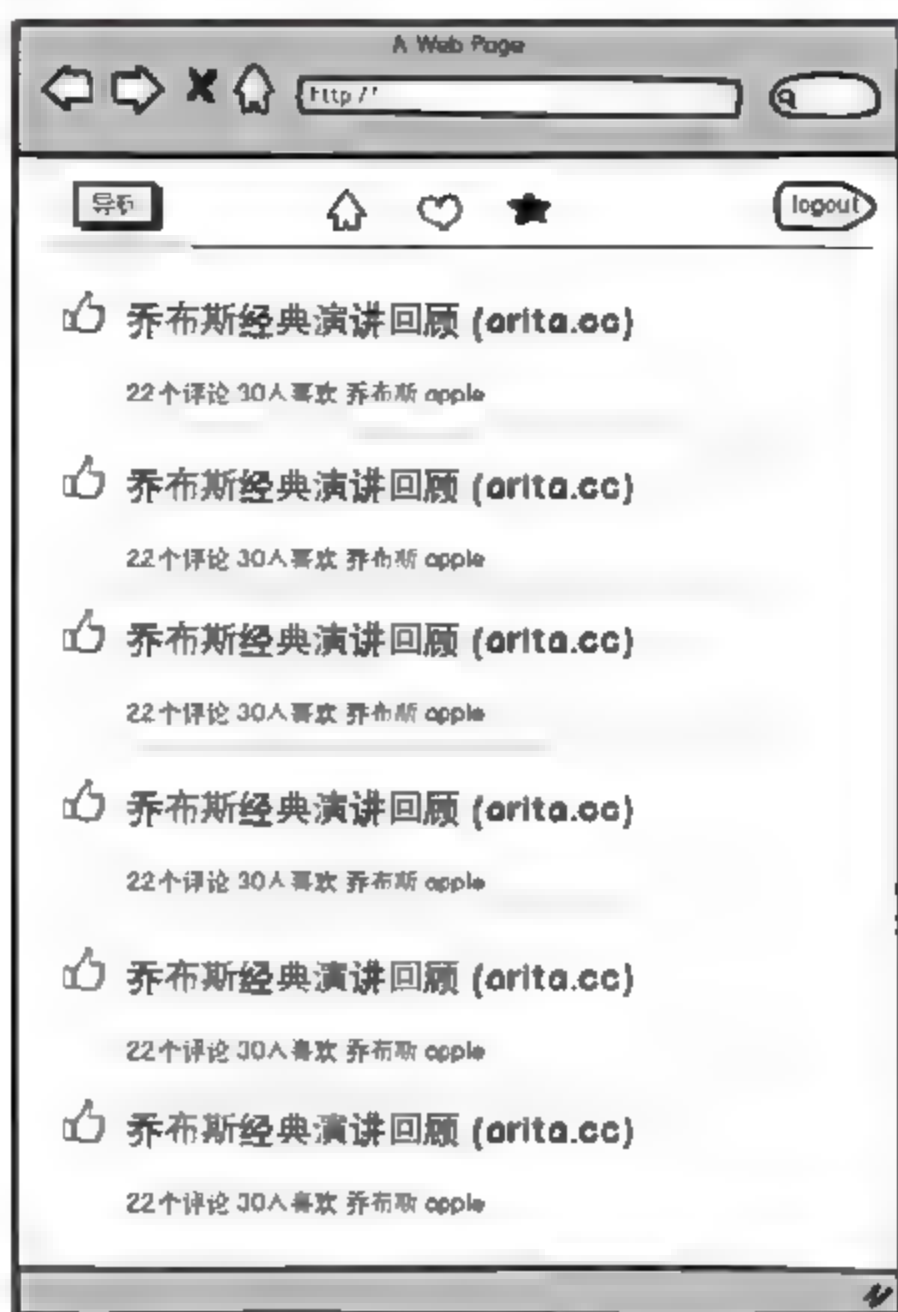 A Web Page
http://
导航
logout
乔布斯经典演讲回顾 (arita.cc)
22个评论 30人喜欢 乔布斯 apple
乔布斯经典演讲回顾 (arita.cc)
22个评论 30人喜欢 乔布斯 apple
乔布斯经典演讲回顾 (arita.cc)
22个评论 30人喜欢 乔布斯 apple
乔布斯经典演讲回顾 (arita.cc)
22个评论 30人喜欢 乔布斯 apple
乔布斯经典演讲回顾 (arita.cc)
22个评论 30人喜欢 乔布斯 apple
乔布斯经典演讲回顾 (arita.cc)
22个评论 30人喜欢 乔布斯 apple